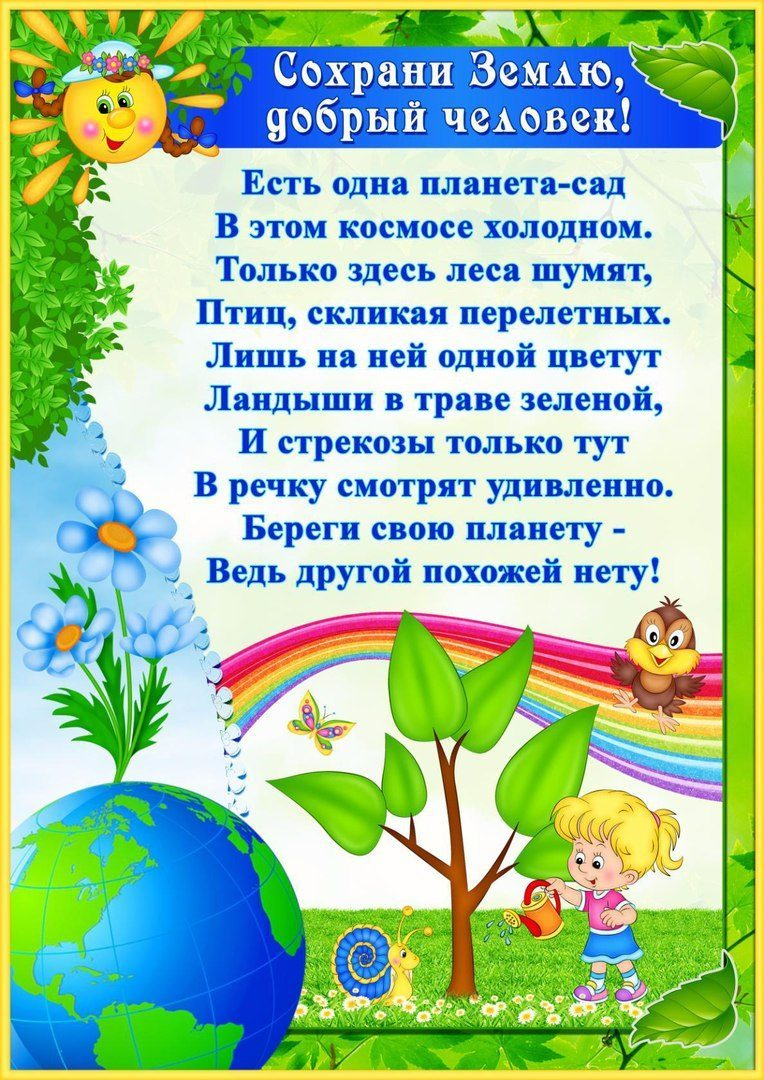 Сохрани Землю,
добрый человек!
Есть одна планета-сад
В этом космосе холодном.
Только здесь леса шумят,
Птиц, скликая перелетных.
Лишь на ней одной цветут
Ландыши в траве зеленой,
И стрекозы только тут
В речку смотрят удивленно.
Береги свою планету -
Ведь другой похожей нету!